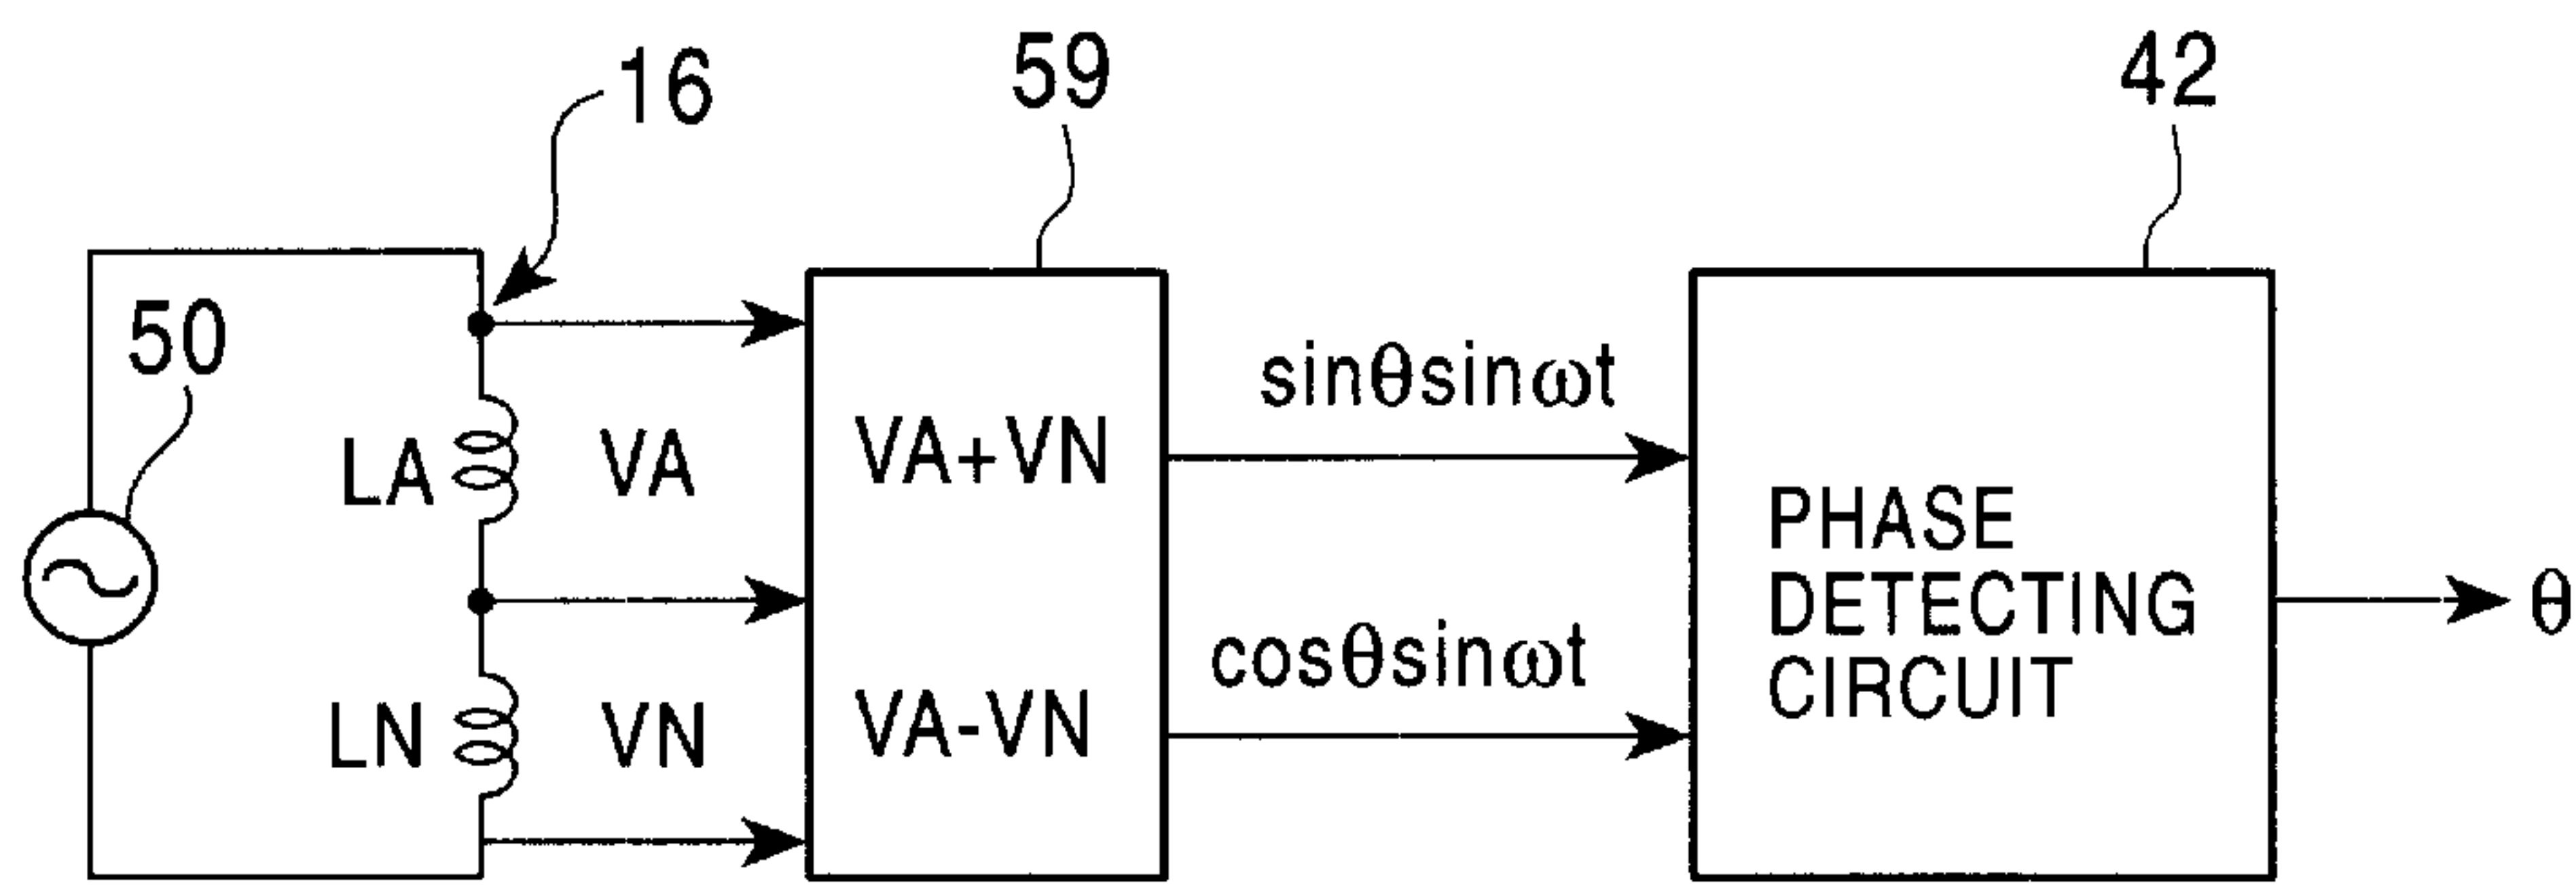 16
59
42
50
sinθsinωt
LA
VA
VA+VN
PHASE
DETECTING
CIRCUIT
θ
cosθsinωt
LN
VN
VA-VN